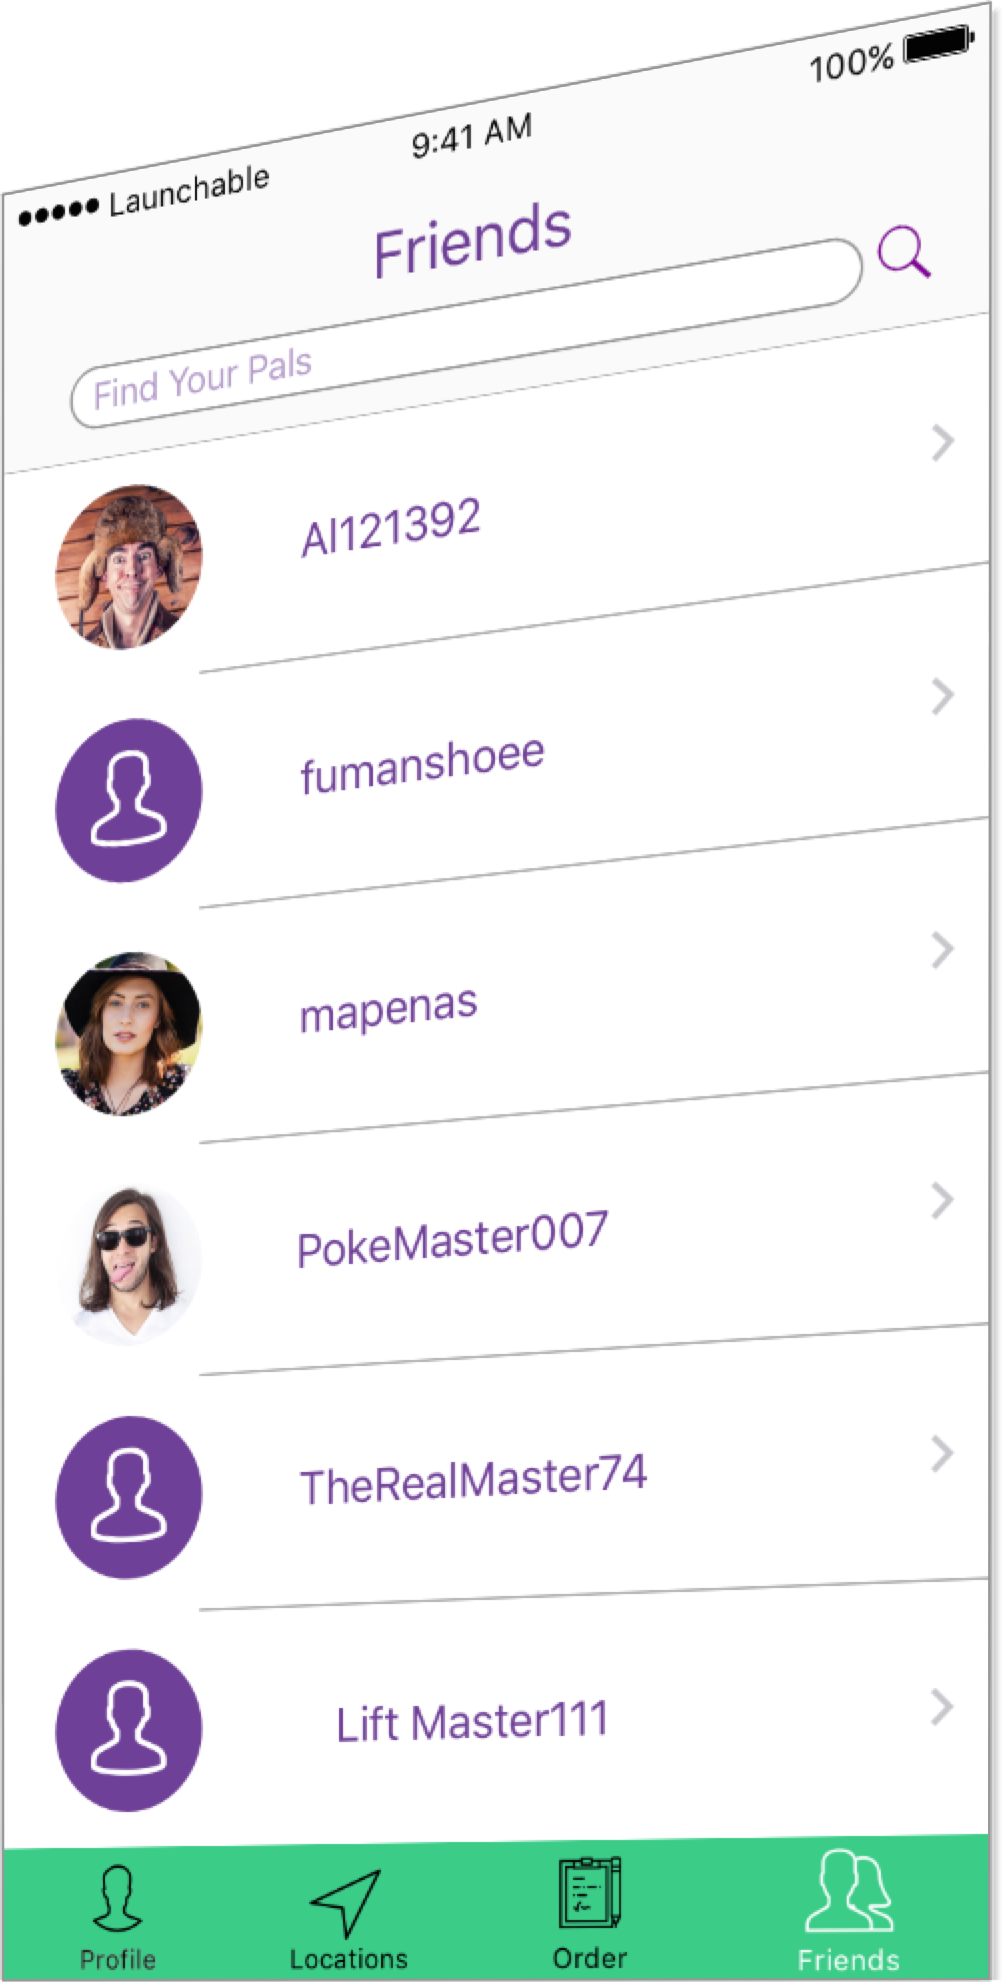 ●●●●● Launchable 9:41 AM 100%
Friends
Find Your Pals
Al121392
fumanshoee
mapenas
PokeMaster007
TheRealMaster74
Lift Master111
Profile Locations Order Friends